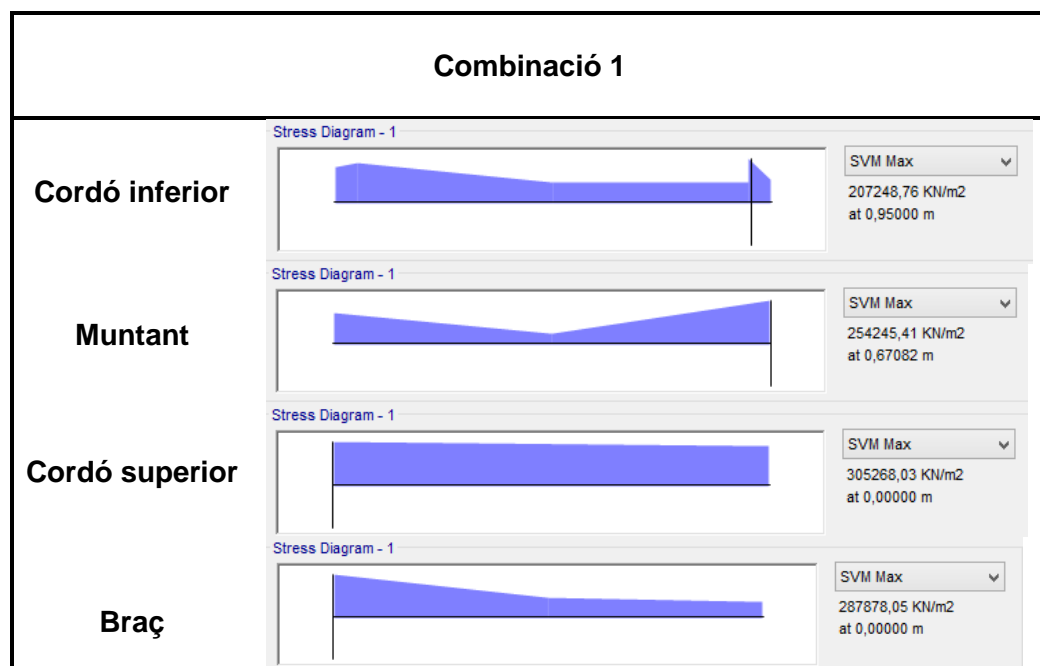 Combinació 1
Cordó inferior
Stress Diagram - 1
SVM Max
207248,76 KN/m2
at 0,95000 m
Muntant
Stress Diagram - 1
SVM Max
254245,41 KN/m2
at 0,67082 m
Cordó superior
Stress Diagram - 1
SVM Max
305268,03 KN/m2
at 0,00000 m
Braç
Stress Diagram - 1
SVM Max
287878,05 KN/m2
at 0,00000 m